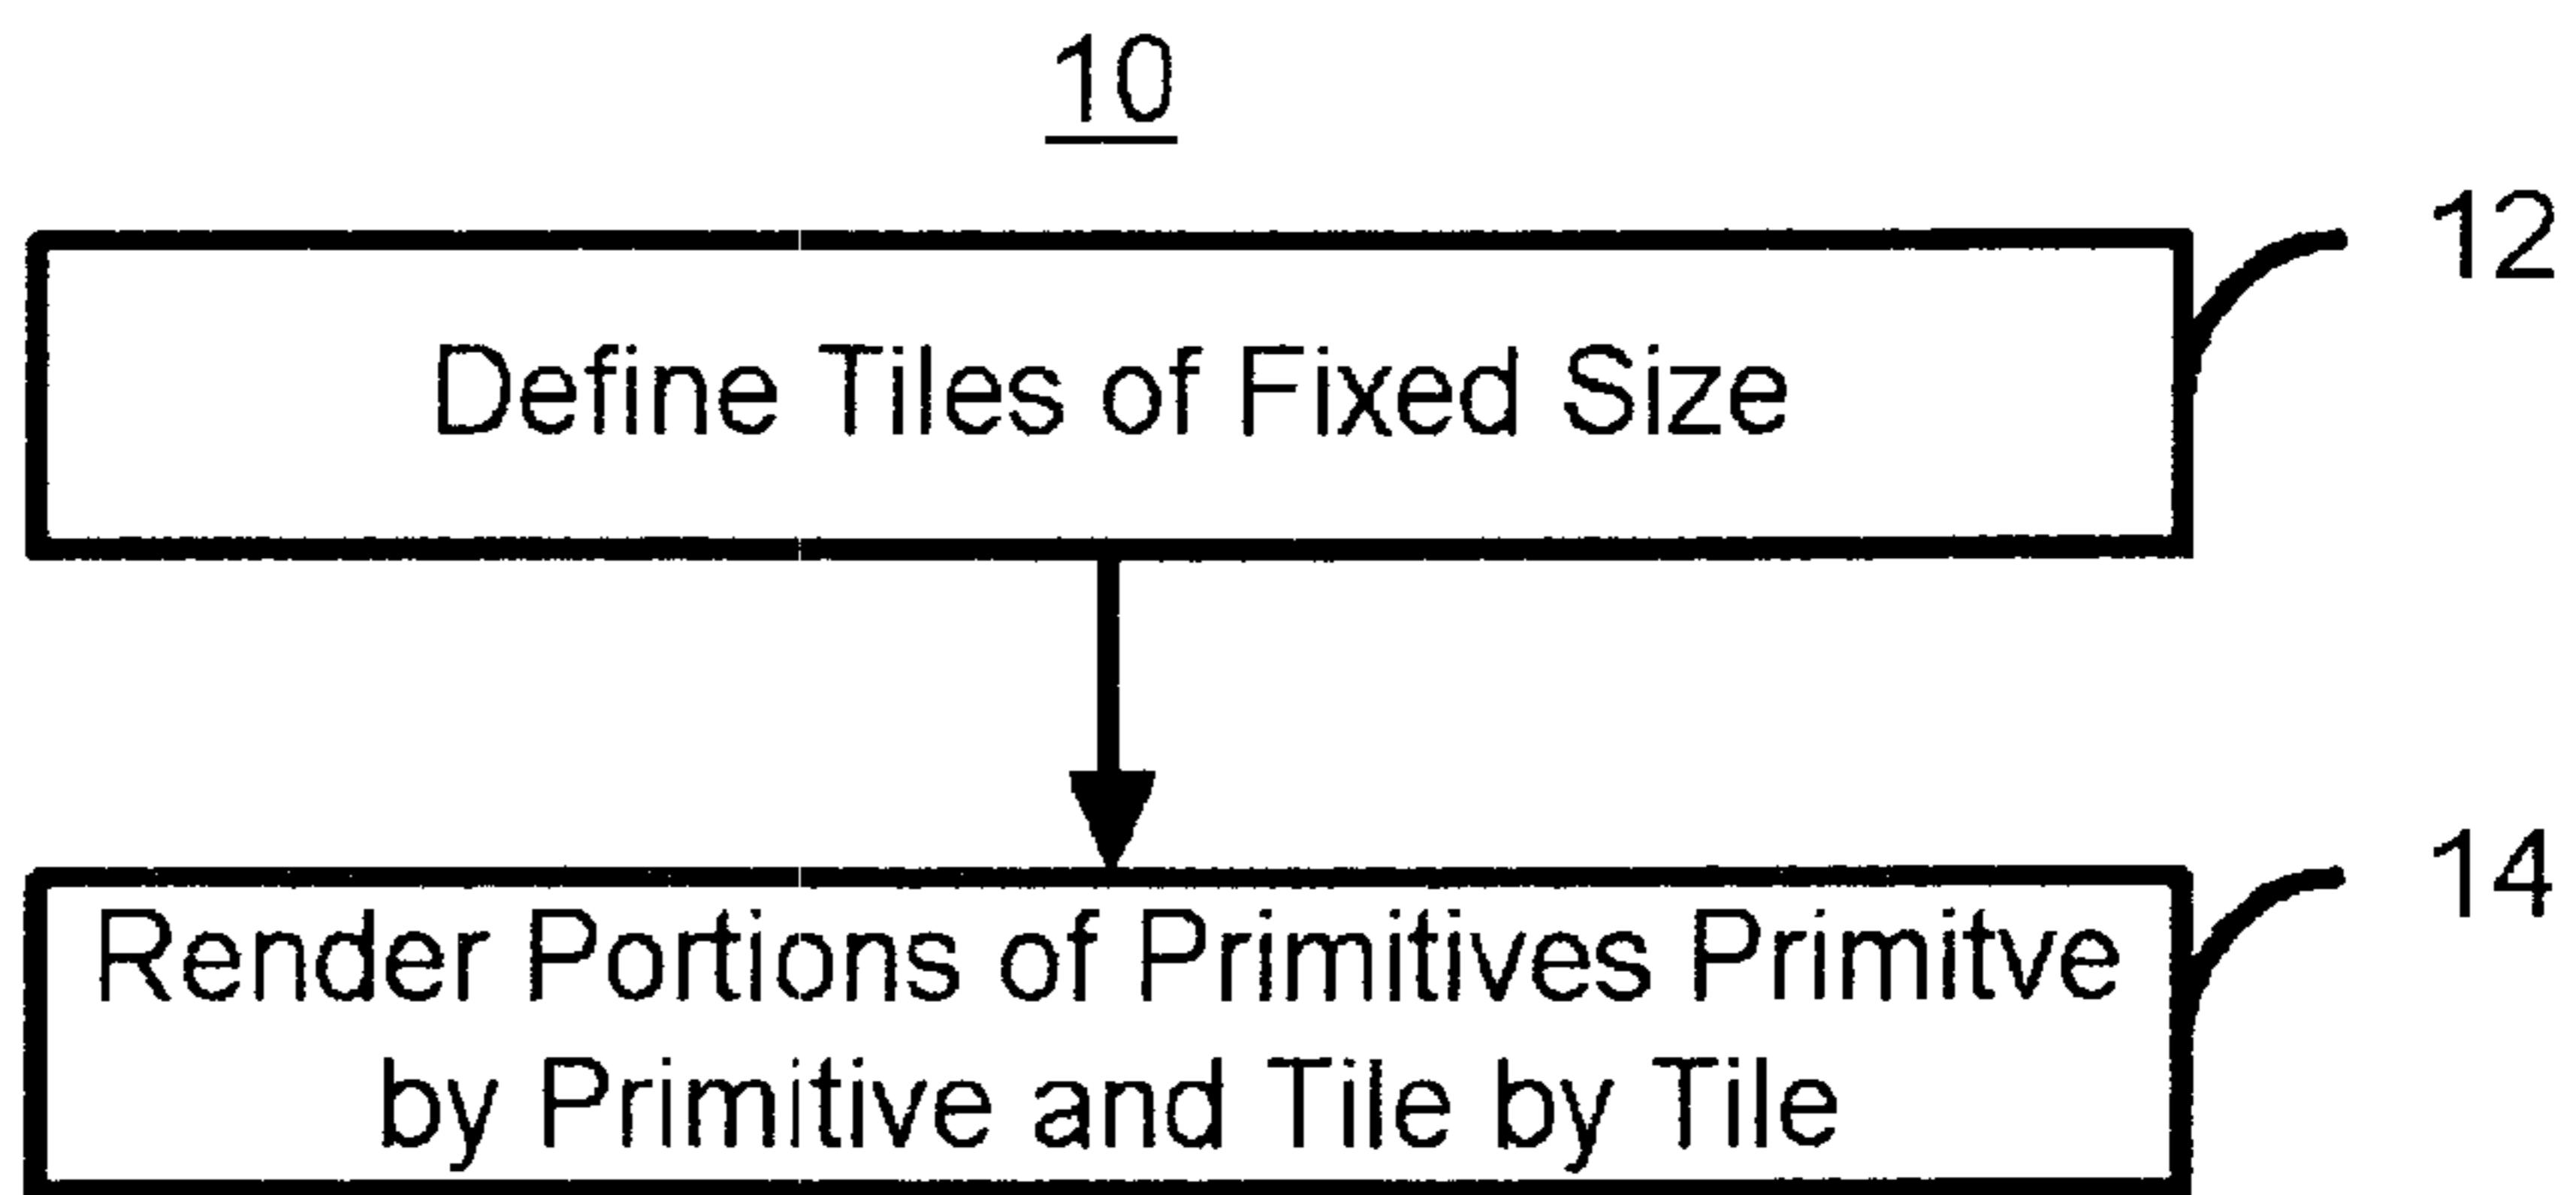 10
12
Define Tiles of Fixed Size
14
Render Portions of Primitives Primitve
by Primitive and Tile by Tile